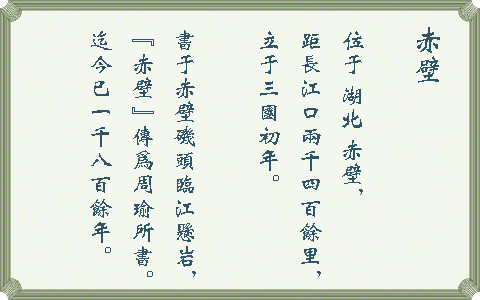 赤壁
位于 湖北 赤壁，
距長江口兩千四百餘里，
立于三國初年。
書于赤壁磯頭臨江懸岩，
『赤壁』傳爲周瑜所書。
迄今已一千八百餘年。